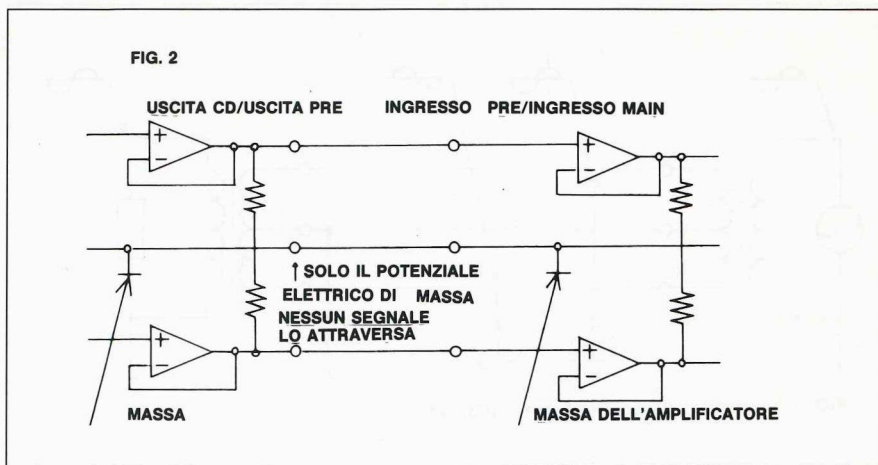 FIG. 2
USCITA CD/USCITA PRE
INGRESSO PRE/INGRESSO MAIN
↑ SOLO IL POTENZIALE
ELETTRICO DI MASSA
NESSUN SEGNALE
LO ATTRAVERSA
MASSA
MASSA DELL'AMPLIFICATORE